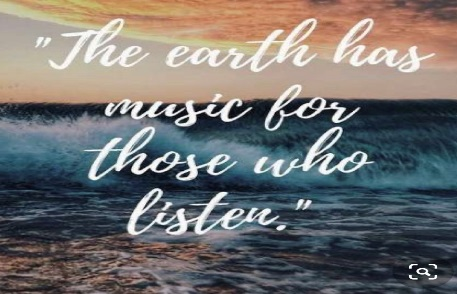 "The earth has
music for
those who
listen."